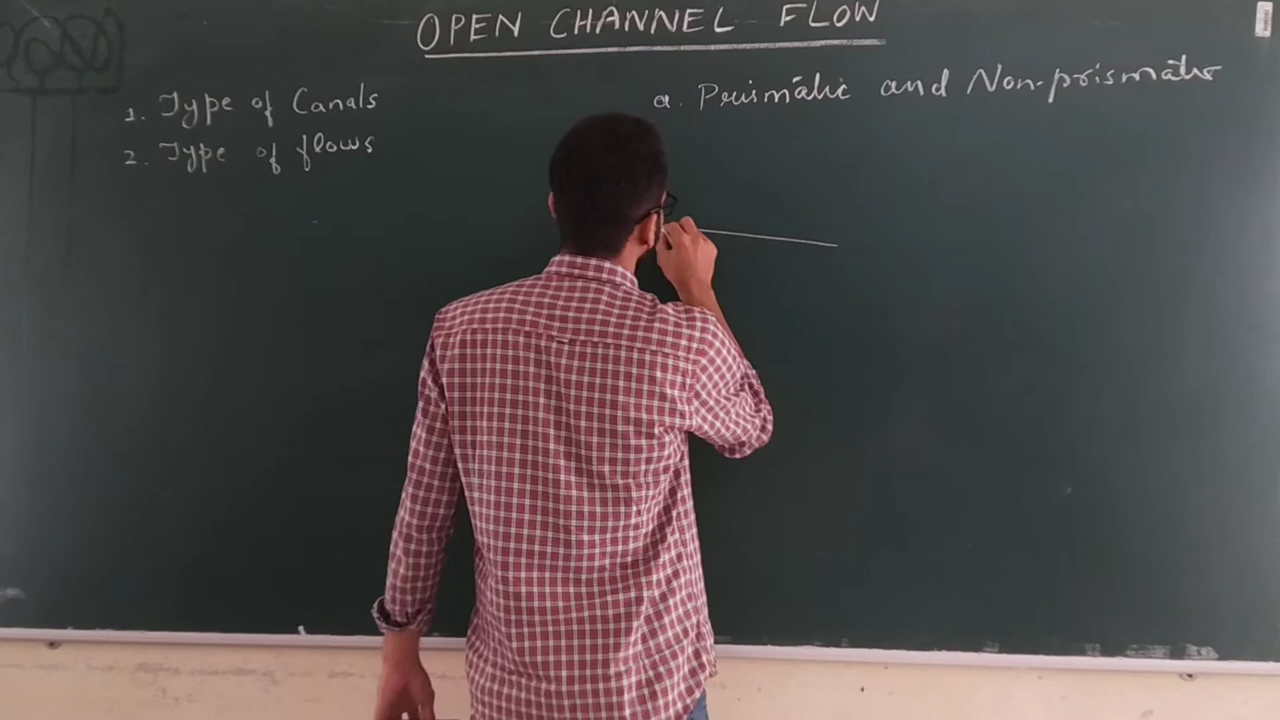 OPEN CHANNEL FLOW
1. Type of Canals
2. Type of flows
a. Prismatic and Non-prismatic